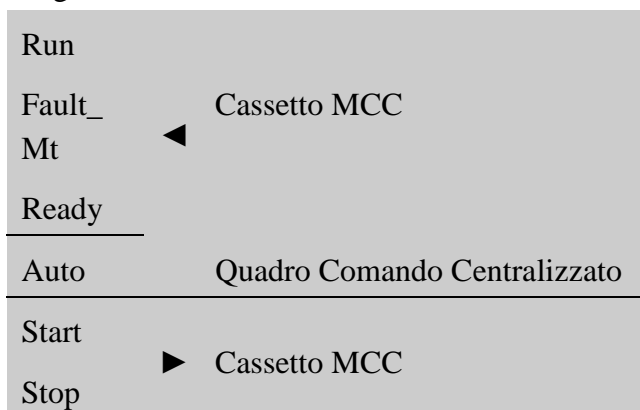 Run
Fault_ Cassetto MCC
Mt ◄
Ready
Auto Quadro Comando Centralizzato
Start
► Cassetto MCC
Stop